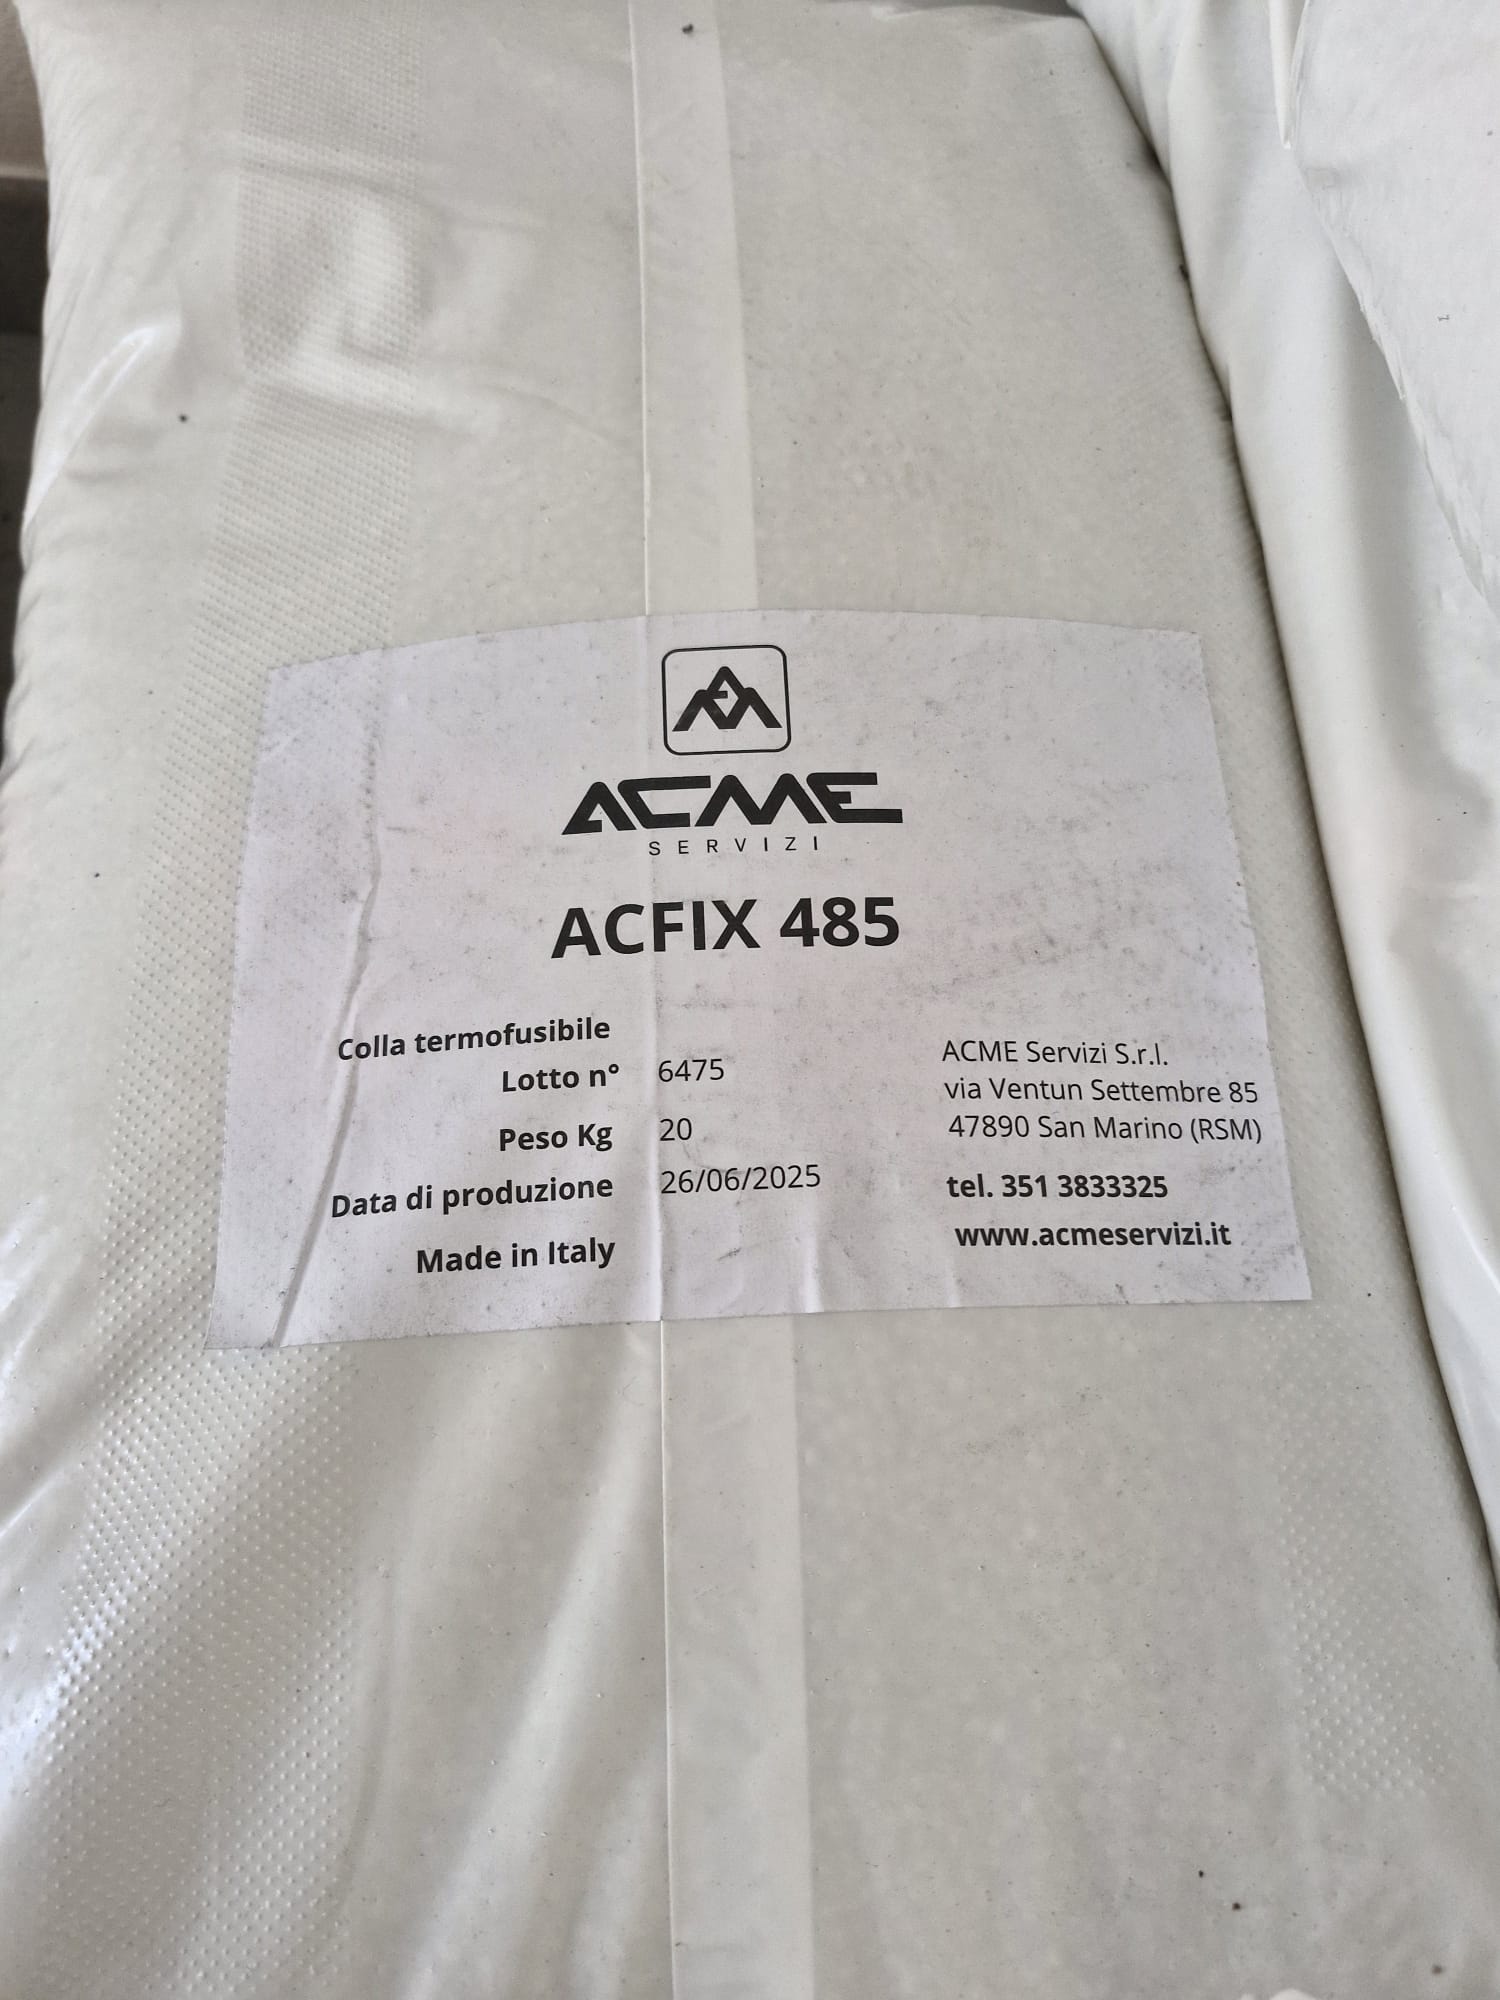 ACME
SERVIZI
ACFIX 485
Colla termofusibile
Lotto n° 6475
Peso Kg 20
Data di produzione 26/06/2025
Made in Italy
ACME Servizi S.r.l.
via Ventun Settembre 85
47890 San Marino (RSM)
tel. 351 3833325
www.acmeservizi.it